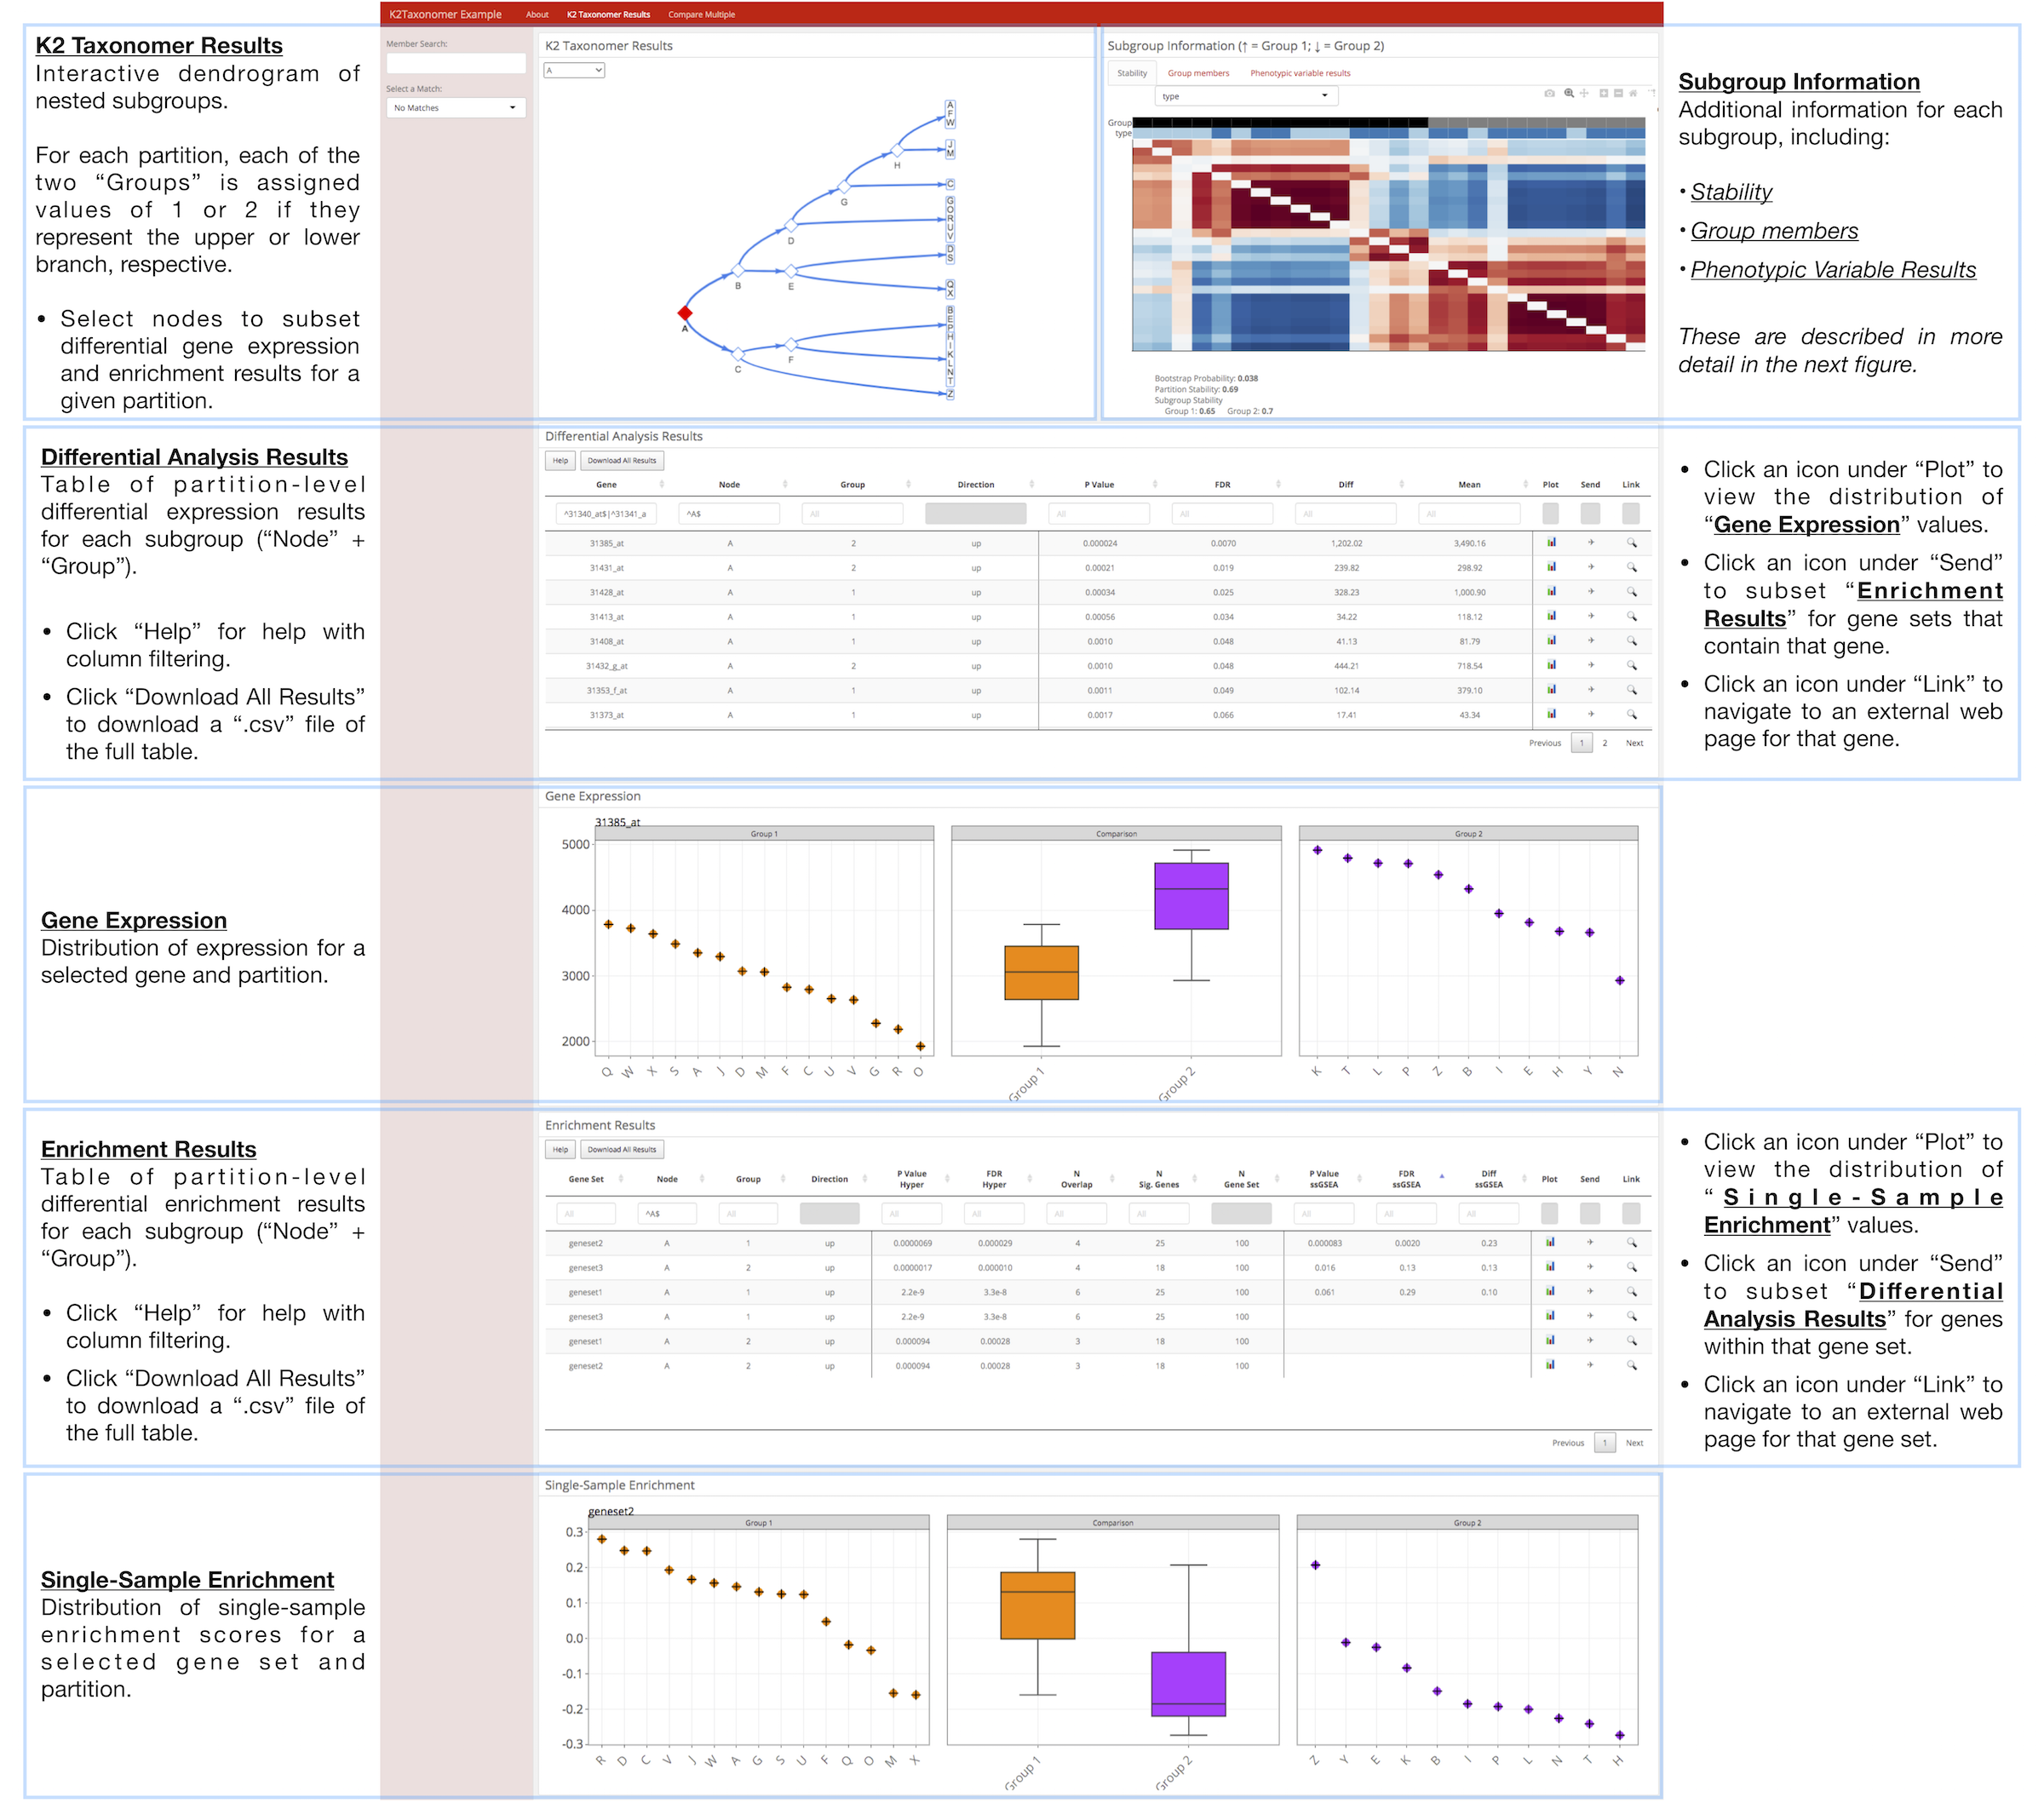 K2Taxonomer Example About K2 Taxonomer Results Compare Multiple
K2 Taxonomer Results
Interactive dendrogram of
nested subgroups.
For each partition, each of the
two “Groups” is assigned
values of 1 or 2 if they
represent the upper or lower
branch, respective.
• Select nodes to subset
differential gene expression
and enrichment results for a
given partition.
Member Search:
Select a Match:
No Matches
K2 Taxonomer Results
A
A
B
C
D
E
F
G
H
A
F
W
J
M
C
G
O
R
U
V
D
S
Q
X
B
E
P
H
I
K
L
N
T
Z
Subgroup Information (↑ = Group 1; ↓ = Group 2)
Stability Group members Phenotypic variable results
type
Group
type
Bootstrap Probability: 0.038
Partition Stability: 0.69
Subgroup Stability
Group 1: 0.65 Group 2: 0.7
Subgroup Information
Additional information for each
subgroup, including:
• Stability
• Group members
• Phenotypic Variable Results
These are described in more
detail in the next figure.
Differential Analysis Results
Table of partition-level
differential expression results
for each subgroup (“Node” +
“Group”).
• Click “Help” for help with
column filtering.
• Click “Download All Results”
to download a “.csv” file of
the full table.
Differential Analysis Results
Help Download All Results
Gene Node Group Direction P Value FDR Diff Mean Plot Send Link
^31340_at$|^31341_a ^A$ All All All All All
31385_at A 2 up 0.000024 0.0070 1,202.02 3,490.16
31431_at A 2 up 0.00021 0.019 239.82 298.92
31428_at A 1 up 0.00034 0.025 328.23 1,000.90
31413_at A 1 up 0.00056 0.034 34.22 118.12
31408_at A 1 up 0.0010 0.048 41.13 81.79
31432_g_at A 2 up 0.0010 0.048 444.21 718.54
31353_f_at A 1 up 0.0011 0.049 102.14 379.10
31373_at A 1 up 0.0017 0.066 17.41 43.34
Previous 1 2 Next
• Click an icon under “Plot” to
view the distribution of
“Gene Expression” values.
• Click an icon under “Send”
to subset “Enrichment
Results” for gene sets that
contain that gene.
• Click an icon under “Link” to
navigate to an external web
page for that gene.
Gene Expression
Distribution of expression for a
selected gene and partition.
Gene Expression
31385_at
Group 1 Comparison Group 2
5000
4000
3000
2000
Q W X S A J D M F C U V G R O Group 1 Group 2 K T L P Z B I E H Y N
Enrichment Results
Table of partition-level
differential enrichment results
for each subgroup (“Node” +
“Group”).
• Click “Help” for help with
column filtering.
• Click “Download All Results”
to download a “.csv” file of
the full table.
Enrichment Results
Help Download All Results
Gene Set Node Group Direction P Value Hyper FDR Hyper N Overlap N Sig. Genes N Gene Set P Value ssGSEA FDR ssGSEA Diff ssGSEA Plot Send Link
All ^A$ All All All All All All All All
geneset2 A 1 up 0.0000069 0.000029 4 25 100 0.000083 0.0020 0.23
geneset3 A 2 up 0.0000017 0.000010 4 18 100 0.016 0.13 0.13
geneset1 A 1 up 2.2e-9 3.3e-8 6 25 100 0.061 0.29 0.10
geneset3 A 1 up 2.2e-9 3.3e-8 6 25 100
geneset1 A 2 up 0.000094 0.00028 3 18 100
geneset2 A 2 up 0.000094 0.00028 3 18 100
Previous 1 Next
• Click an icon under “Plot” to
view the distribution of
“Single-Sample
Enrichment” values.
• Click an icon under “Send”
to subset “Differential
Analysis Results” for genes
within that gene set.
• Click an icon under “Link” to
navigate to an external web
page for that gene set.
Single-Sample Enrichment
Distribution of single-sample
enrichment scores for a
selected gene set and
partition.
Single-Sample Enrichment
geneset2
Group 1 Comparison Group 2
0.3
0.2
0.1
0.0
-0.1
-0.2
-0.3
R D C V J W A G S U F Q O M X Group 1 Group 2 Z Y E K B I P L N T H